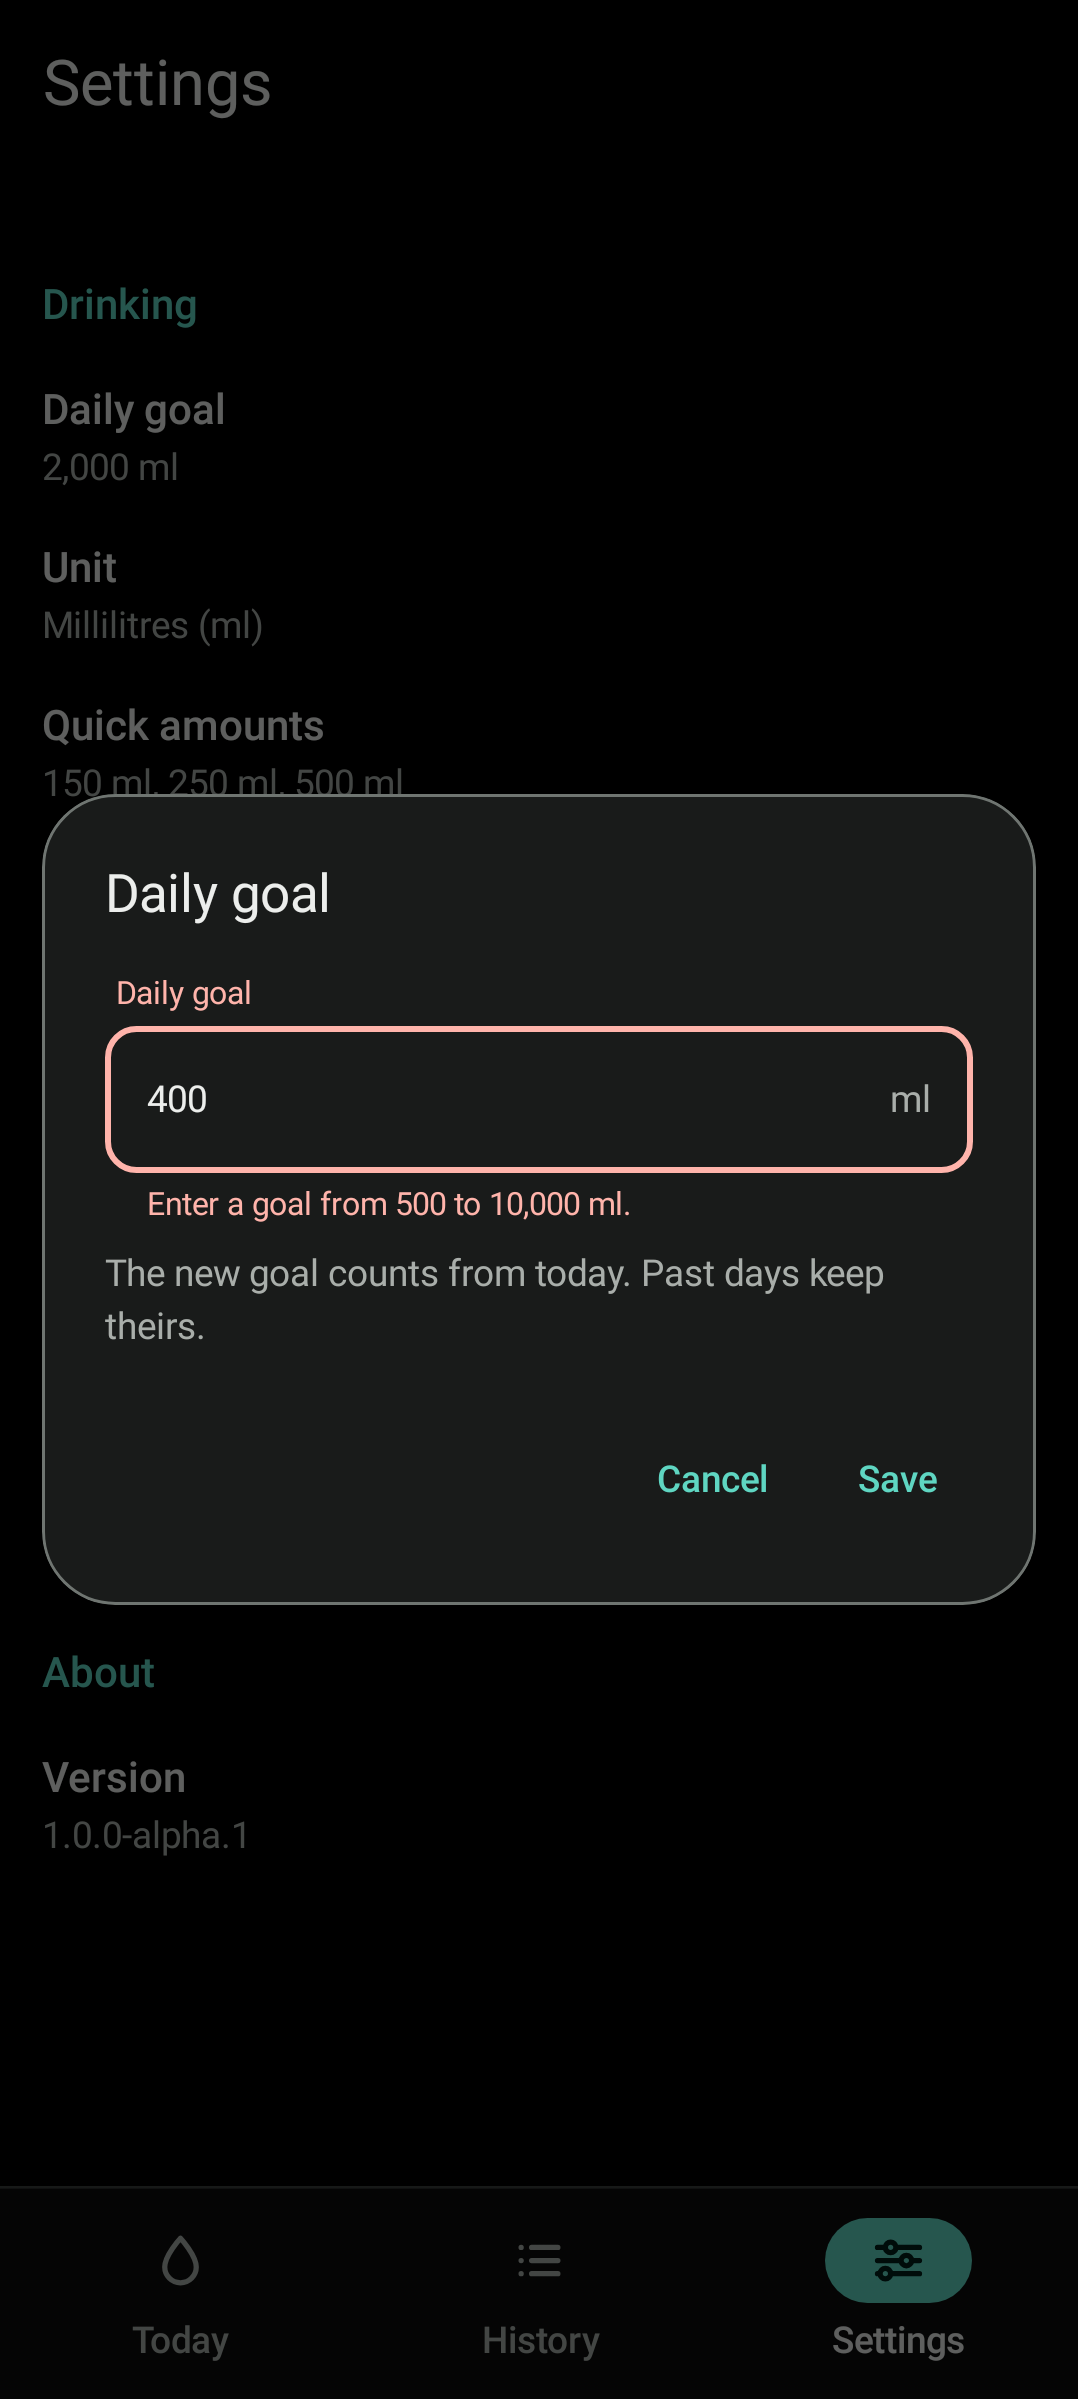 Settings
Drinking
Daily goal
2,000 ml
Unit
Millilitres (ml)
Quick amounts
150 ml, 250 ml, 500 ml
Daily goal
Daily goal
400 ml
Enter a goal from 500 to 10,000 ml.
The new goal counts from today. Past days keep
theirs.
Cancel Save
About
Version
1.0.0-alpha.1
Today History Settings